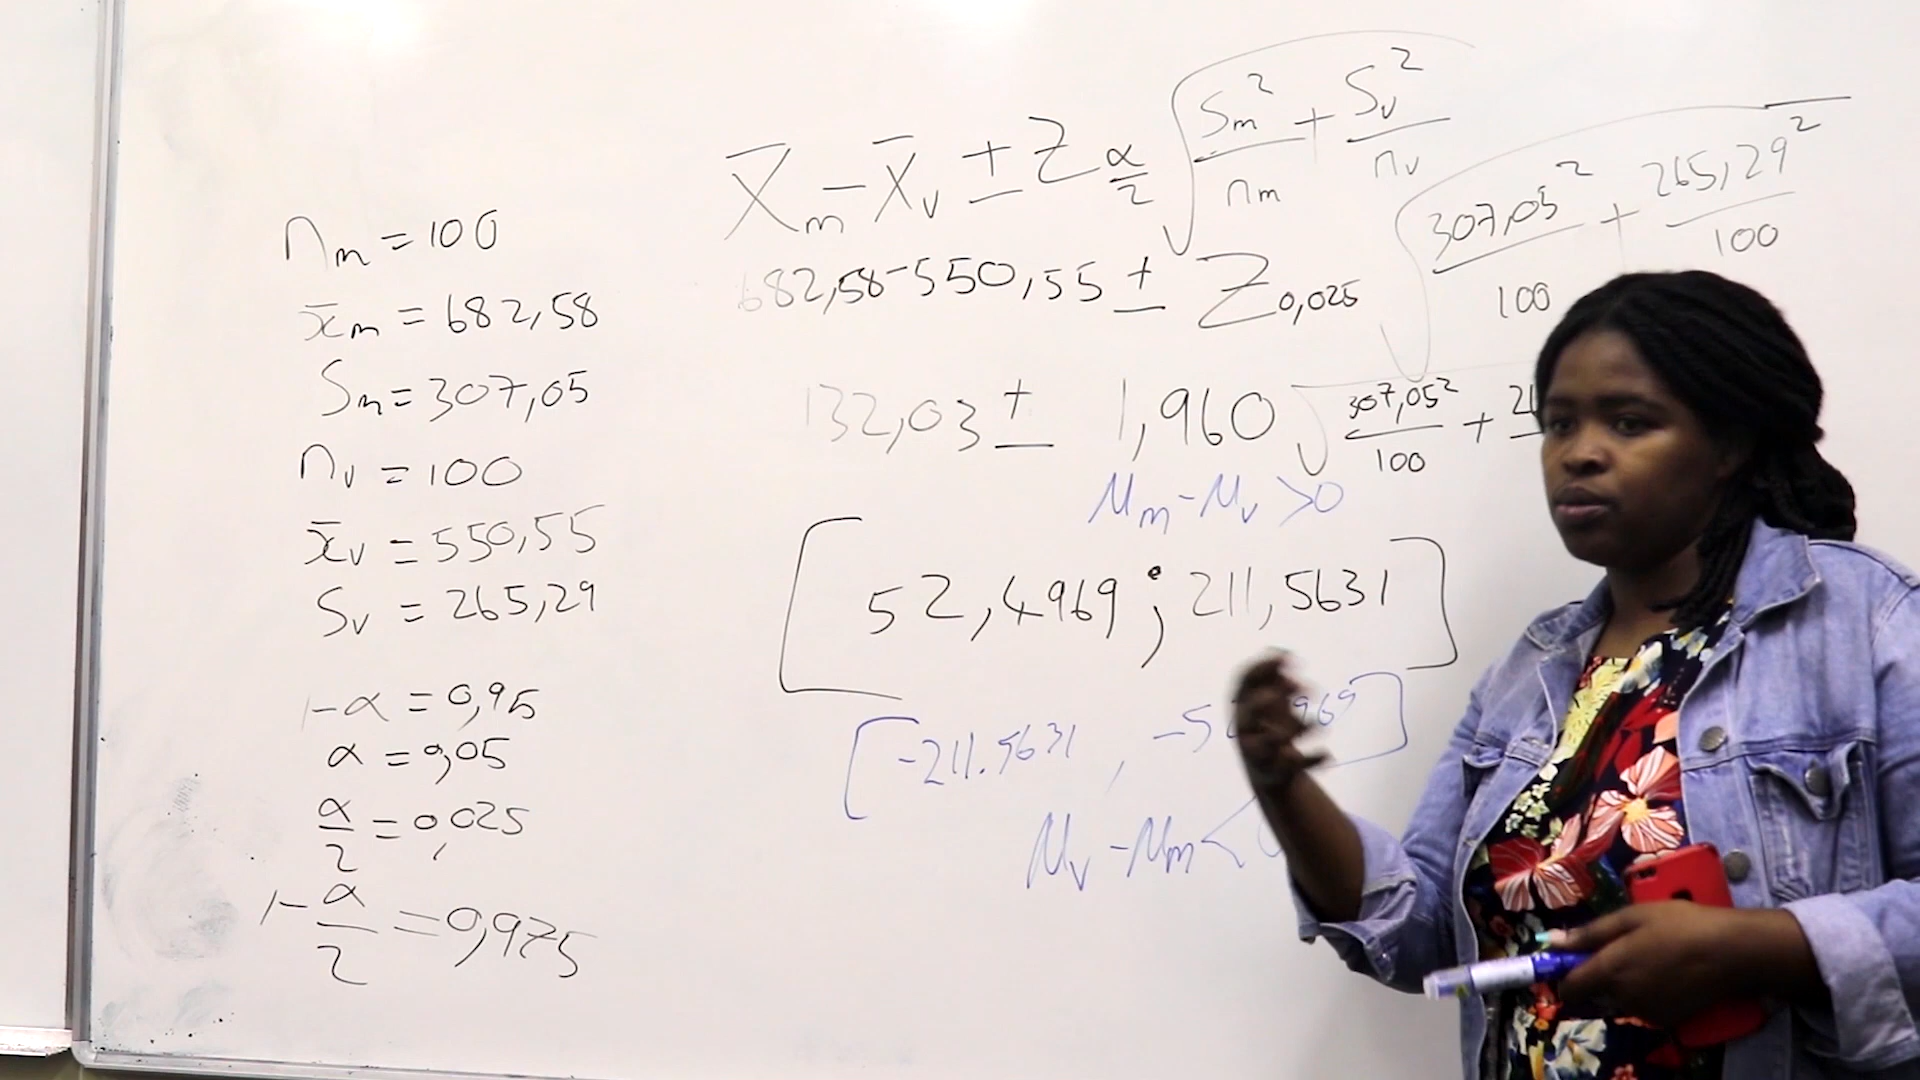 n_m = 100
x̄_m = 682,58
S_m = 307,05
n_v = 100
x̄_v = 550,55
S_v = 265,29
1-α = 0,95
α = 0,05
α/2 = 0,025
1-α/2 = 0,975
X̄_m - X̄_v ± Z_α/2 √(S_m²/n_m + S_v²/n_v)
682,58-550,55 ± Z_0,025 √(307,05²/100 + 265,29²/100)
132,03 ± 1,960 √(307,05²/100 +
μ_m - μ_v > 0
[52,4969 ; 211,5631]
[-211.5631 ,
μ_v - μ_m <